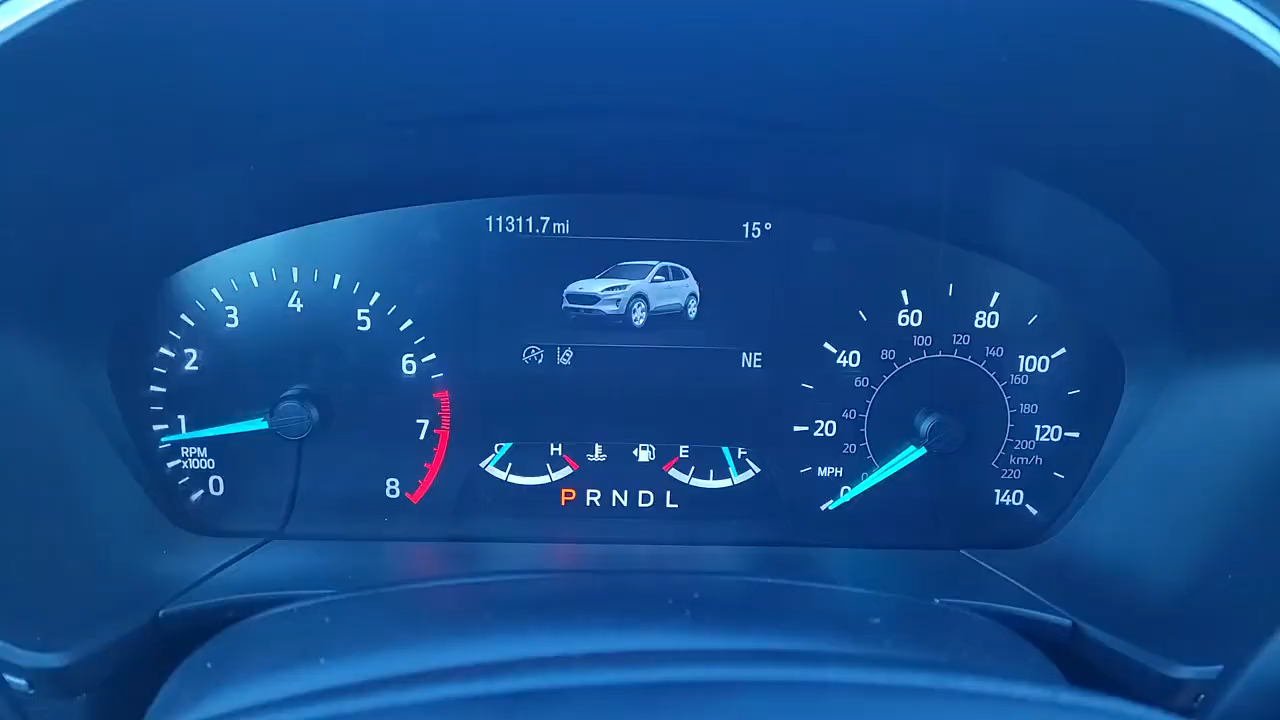 11311.7 mi 15°
NE
0 1 2 3 4 5 6 7 8
RPM
x1000
C H E F
P R N D L
0 20 40 60 80 100 120 140
MPH
0 20 40 60 80 100 120 140 160 180 200 220
km/h